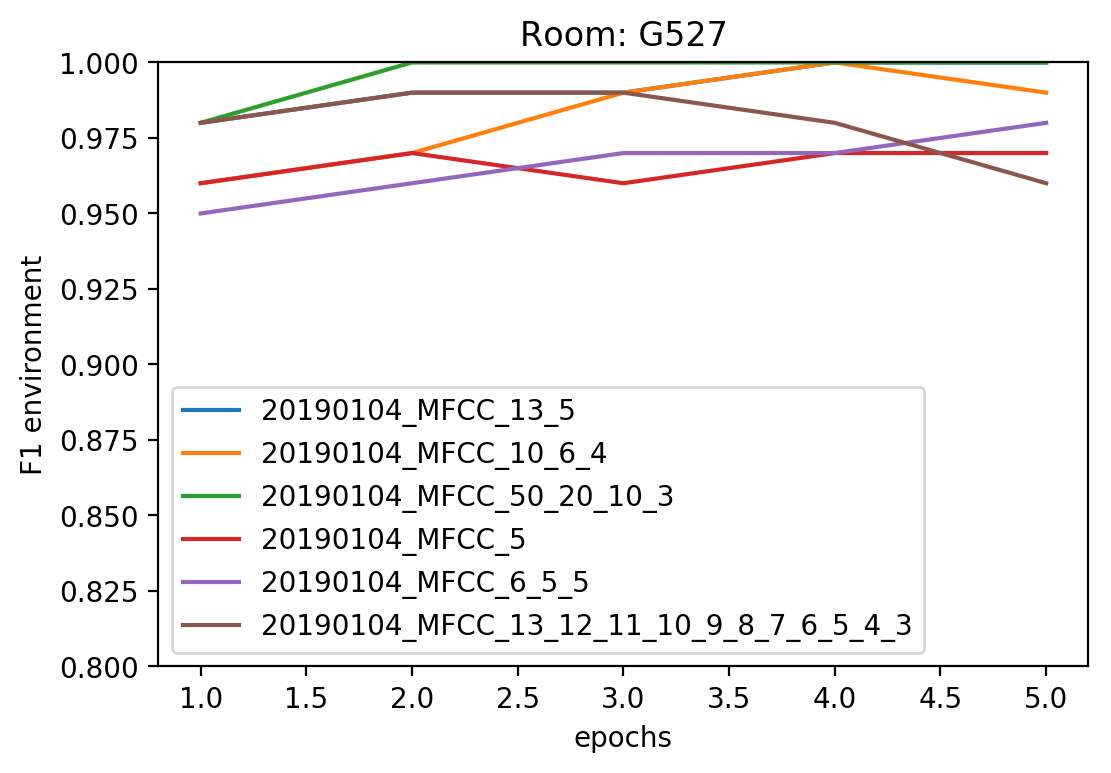 Room: G527
1.000
0.975
0.950
0.925
0.900
0.875
0.850
0.825
0.800
F1 environment
20190104_MFCC_13_5
20190104_MFCC_10_6_4
20190104_MFCC_50_20_10_3
20190104_MFCC_5
20190104_MFCC_6_5_5
20190104_MFCC_13_12_11_10_9_8_7_6_5_4_3
1.0 1.5 2.0 2.5 3.0 3.5 4.0 4.5 5.0
epochs